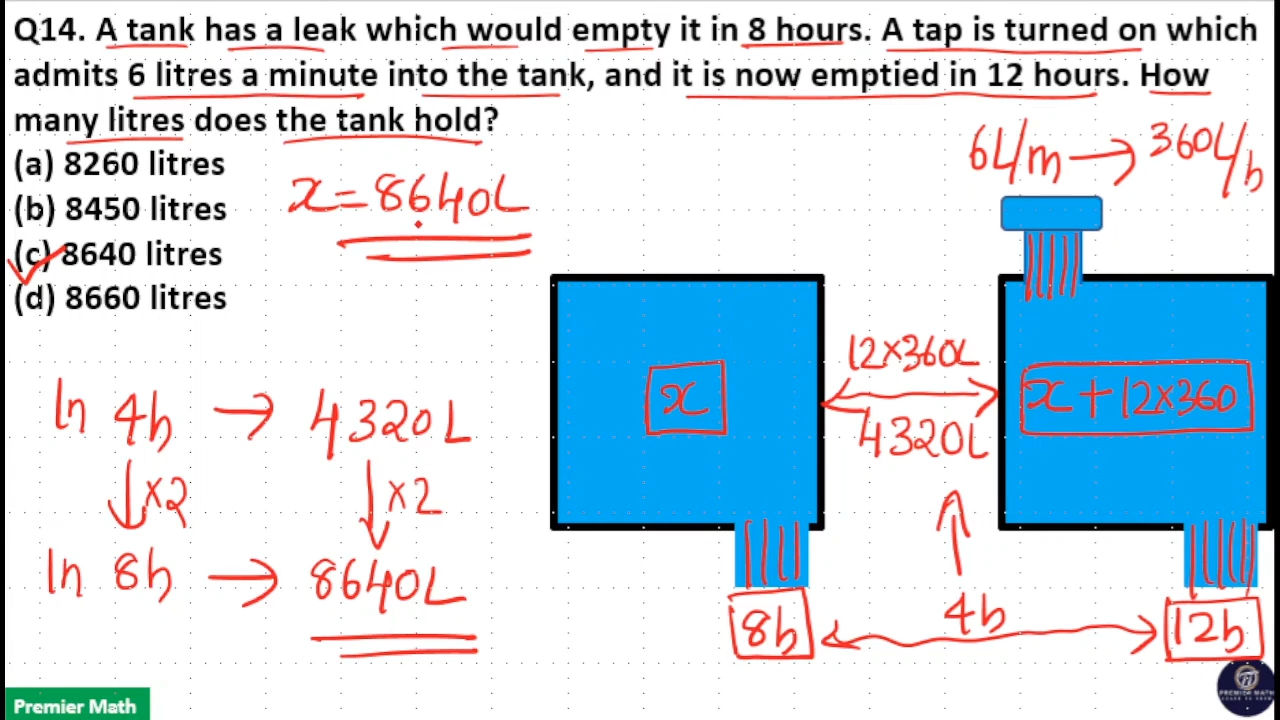 Q14. A tank has a leak which would empty it in 8 hours. A tap is turned on which
admits 6 litres a minute into the tank, and it is now emptied in 12 hours. How
many litres does the tank hold?
(a) 8260 litres
(b) 8450 litres
(c) 8640 litres
(d) 8660 litres
x = 8640L
6L/m → 360L/h
12×360L
x
x + 12×360
4320L
In 4h → 4320L
↓×2 ↓×2
In 8h → 8640L
8h
4h
12h
Premier Math
PREMIER MATH